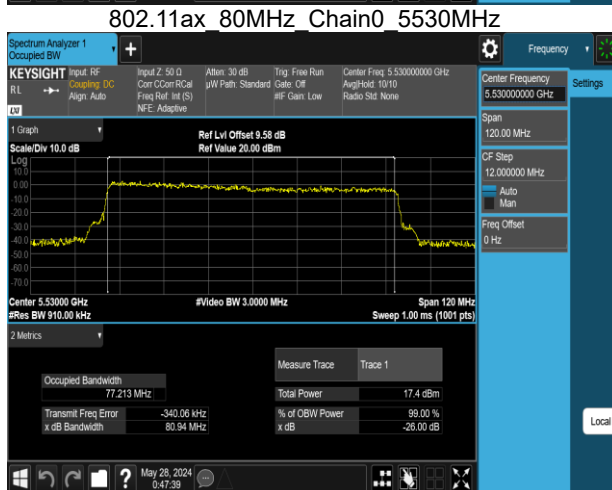 802.11ax_80MHz_Chain0_5530MHz
Spectrum Analyzer 1
Occupied BW
Frequency
KEYSIGHT
RL
Input: RF
Coupling: DC
Align: Auto
Input Z: 50 Ω
Corr CCorr RCal
Freq Ref: Int (S)
NFE: Adaptive
Atten: 30 dB
µW Path: Standard
Trig: Free Run
Gate: Off
#IF Gain: Low
Center Freq: 5.530000000 GHz
Avg|Hold: 10/10
Radio Std: None
Center Frequency
5.530000000 GHz
Settings
Span
120.00 MHz
CF Step
12.000000 MHz
Auto
Man
Freq Offset
0 Hz
1 Graph
Scale/Div 10.0 dB
Ref Lvl Offset 9.58 dB
Ref Value 20.00 dBm
Log
10.0
0.00
-10.0
-20.0
-30.0
-40.0
-50.0
-60.0
-70.0
Center 5.53000 GHz
#Res BW 910.00 kHz
#Video BW 3.0000 MHz
Span 120 MHz
Sweep 1.00 ms (1001 pts)
2 Metrics
Measure Trace Trace 1
Occupied Bandwidth
77.213 MHz
Total Power 17.4 dBm
Transmit Freq Error -340.06 kHz
% of OBW Power 99.00 %
x dB Bandwidth 80.94 MHz
x dB -26.00 dB
Local
May 28, 2024
0:47:39